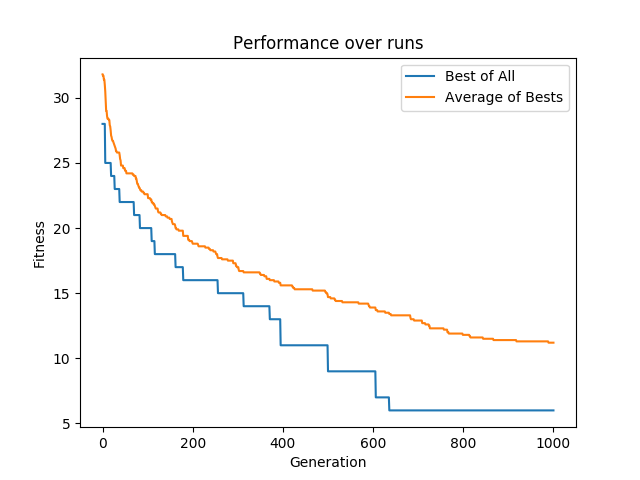 Performance over runs
Best of All
Average of Bests
Fitness
30
25
20
15
10
5
0 200 400 600 800 1000
Generation